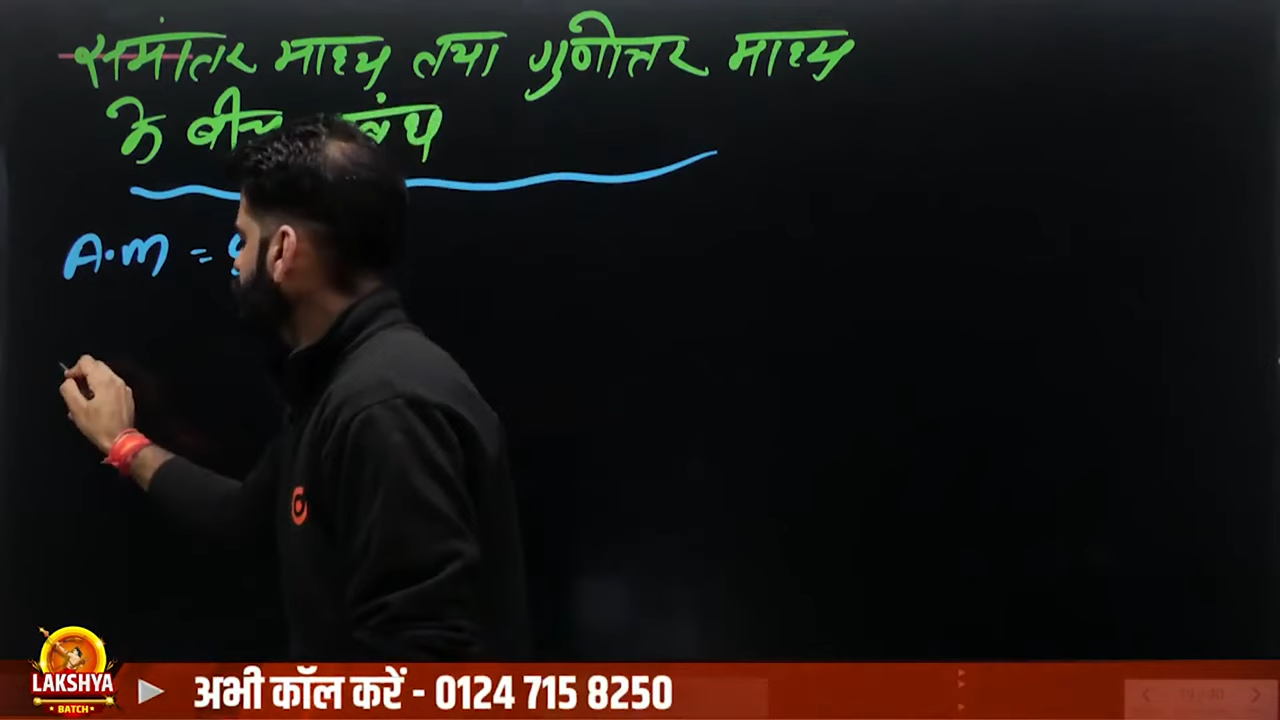 समांतर माध्य तथा गुणोत्तर माध्य
के बीच
A.M =
LAKSHYA
BATCH
अभी कॉल करें - 0124 715 8250